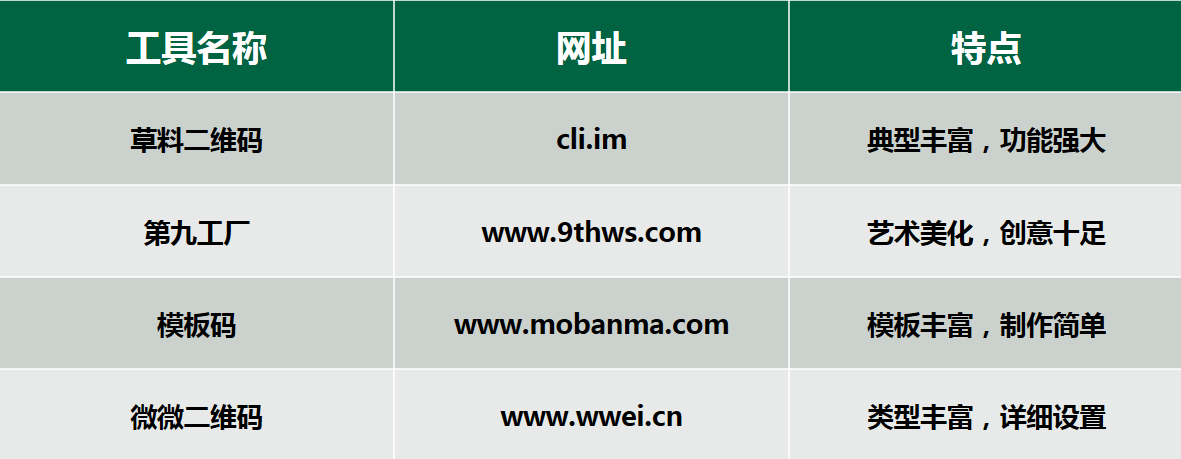 工具名称 网址 特点
草料二维码 cli.im 典型丰富，功能强大
第九工厂 www.9thws.com 艺术美化，创意十足
模板码 www.mobanma.com 模板丰富，制作简单
微微二维码 www.wwei.cn 类型丰富，详细设置